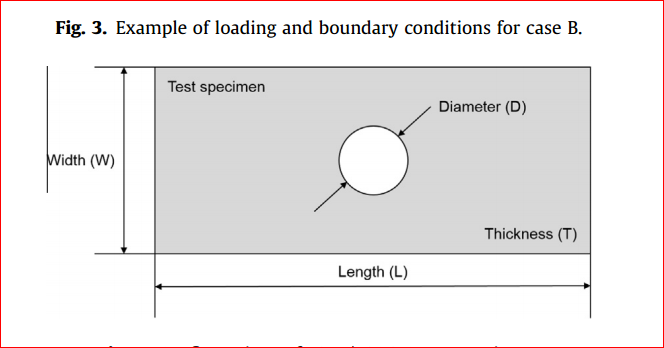 Fig. 3. Example of loading and boundary conditions for case B.
Test specimen
Diameter (D)
Width (W)
Thickness (T)
Length (L)